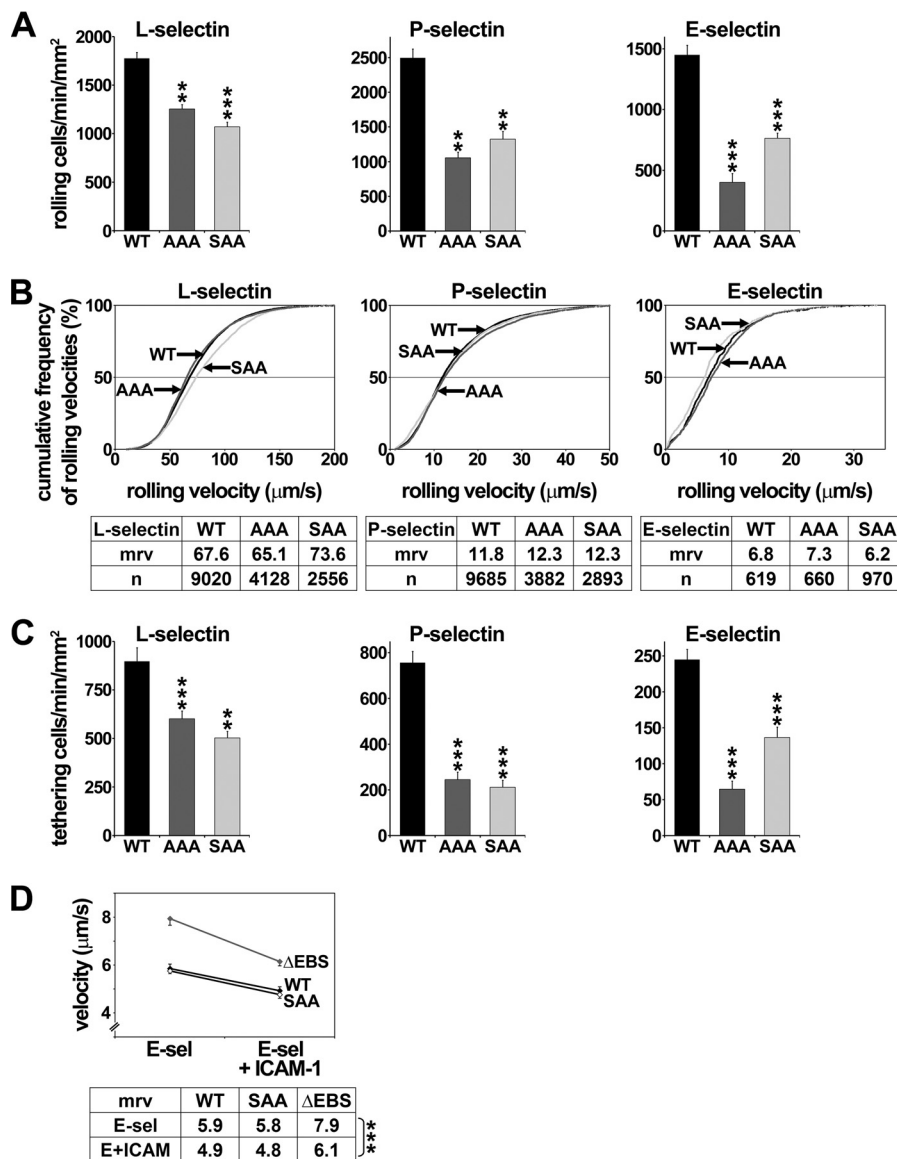 A
L-selectin P-selectin E-selectin
rolling cells/min/mm²
2000
1750
1500
1000
500
0
WT AAA SAA
** ***
2500
2000
1500
1000
500
0
WT AAA SAA
** **
1500
1000
500
0
WT AAA SAA
*** ***
B
L-selectin P-selectin E-selectin
cumulative frequency
of rolling velocities (%)
100
50
0
WT
SAA
AAA
0 50 100 150 200
rolling velocity (μm/s)
100
50
0
WT
SAA
AAA
0 10 20 30 40 50
rolling velocity (μm/s)
100
50
0
SAA
WT
AAA
0 10 20 30
rolling velocity (μm/s)
L-selectin WT AAA SAA
mrv 67.6 65.1 73.6
n 9020 4128 2556
P-selectin WT AAA SAA
mrv 11.8 12.3 12.3
n 9685 3882 2893
E-selectin WT AAA SAA
mrv 6.8 7.3 6.2
n 619 660 970
C
L-selectin P-selectin E-selectin
tethering cells/min/mm²
1000
750
500
250
0
WT AAA SAA
*** **
800
600
400
200
0
WT AAA SAA
*** ***
250
200
150
100
50
0
WT AAA SAA
*** ***
D
velocity (μm/s)
8
6
4
ΔEBS
WT
SAA
E-sel E-sel
+ ICAM-1
mrv WT SAA ΔEBS
E-sel 5.9 5.8 7.9
E+ICAM 4.9 4.8 6.1
***